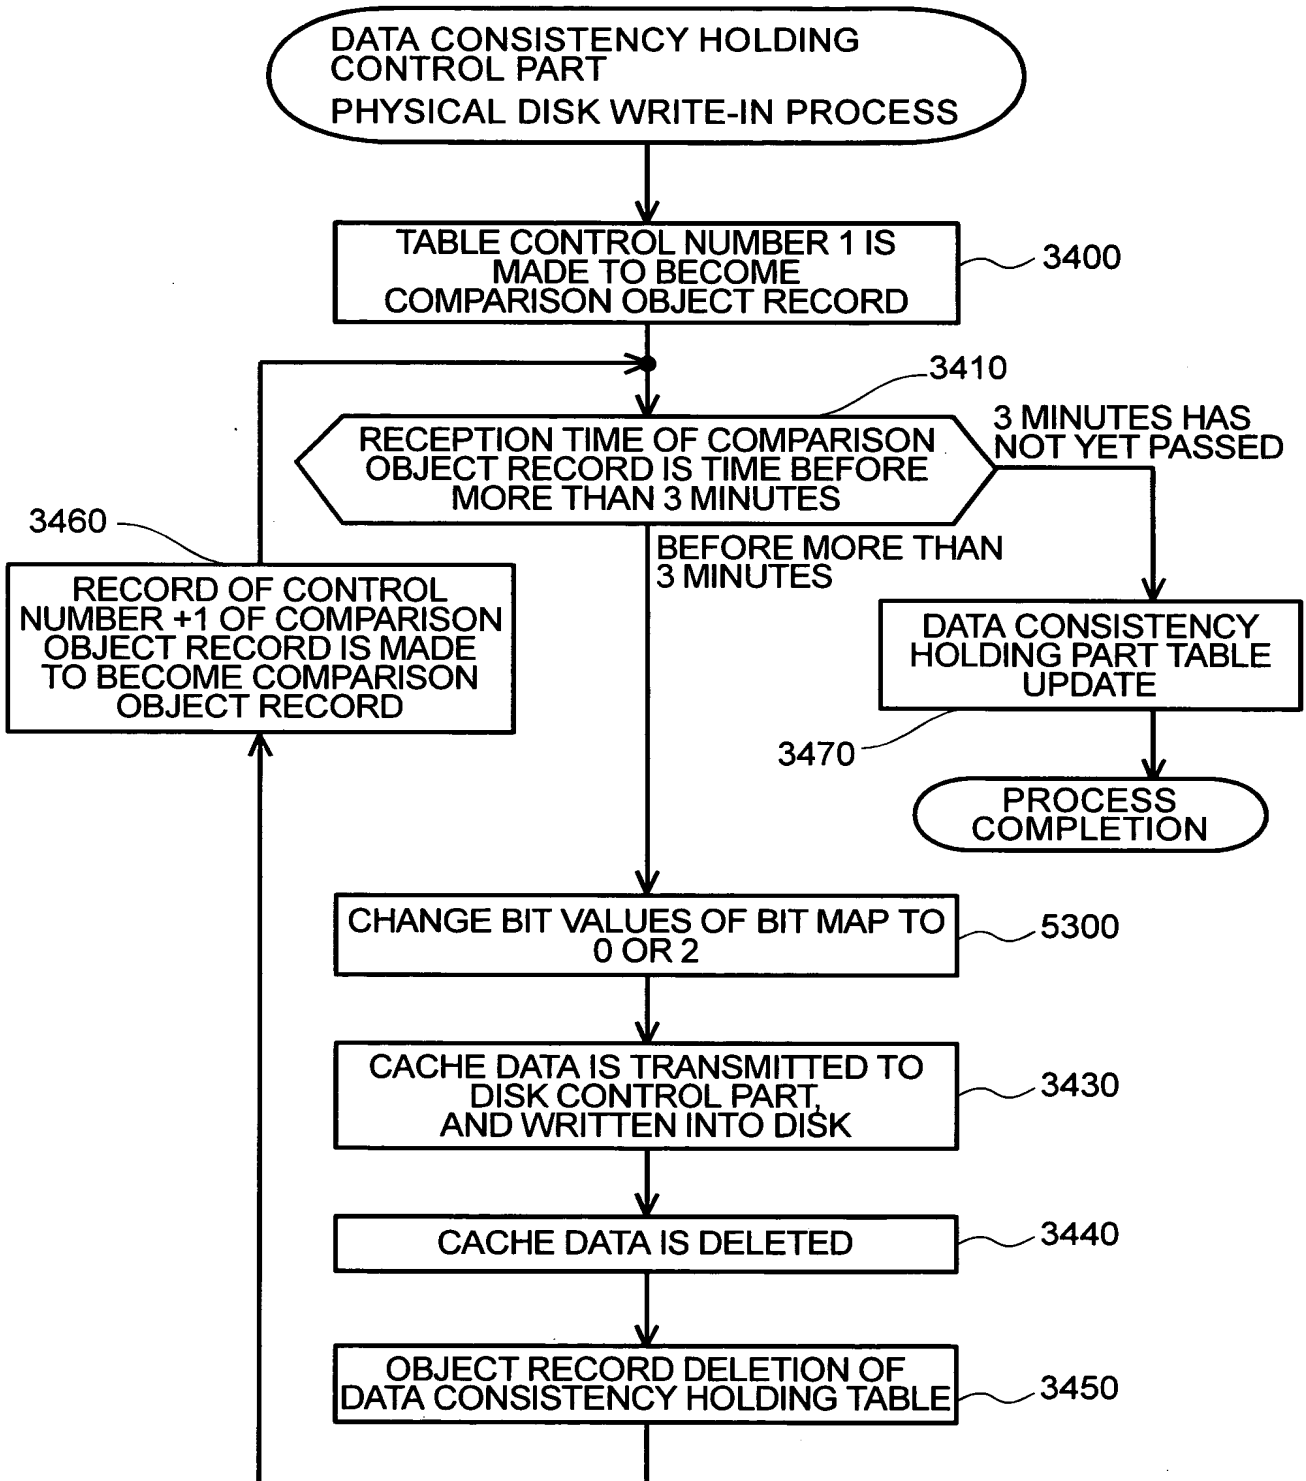 DATA CONSISTENCY HOLDING
CONTROL PART
PHYSICAL DISK WRITE-IN PROCESS
TABLE CONTROL NUMBER 1 IS
MADE TO BECOME
COMPARISON OBJECT RECORD
3400
3410
RECEPTION TIME OF COMPARISON
OBJECT RECORD IS TIME BEFORE
MORE THAN 3 MINUTES
3 MINUTES HAS
NOT YET PASSED
3460
RECORD OF CONTROL
NUMBER +1 OF COMPARISON
OBJECT RECORD IS MADE
TO BECOME COMPARISON
OBJECT RECORD
BEFORE MORE THAN
3 MINUTES
DATA CONSISTENCY
HOLDING PART TABLE
UPDATE
3470
PROCESS
COMPLETION
CHANGE BIT VALUES OF BIT MAP TO
0 OR 2
5300
CACHE DATA IS TRANSMITTED TO
DISK CONTROL PART,
AND WRITTEN INTO DISK
3430
CACHE DATA IS DELETED
3440
OBJECT RECORD DELETION OF
DATA CONSISTENCY HOLDING TABLE
3450